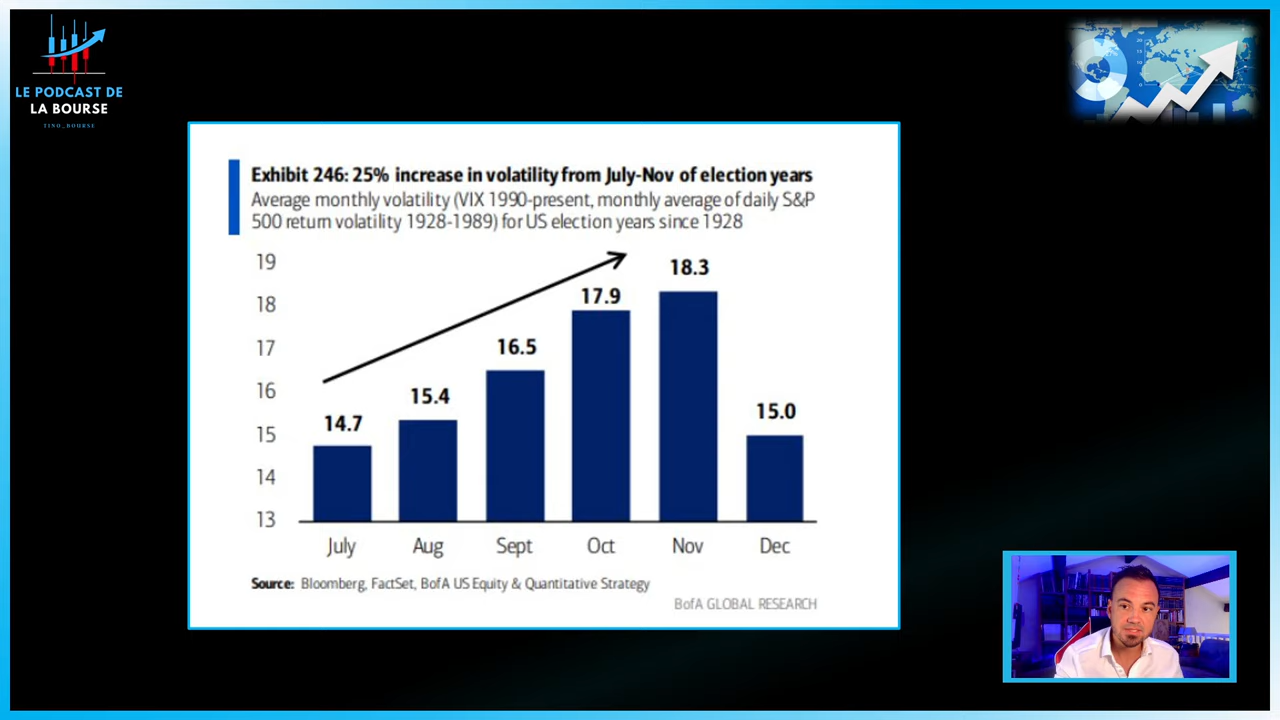 LE PODCAST DE
LA BOURSE
TINO_BOURSE
Exhibit 246: 25% increase in volatility from July-Nov of election years
Average monthly volatility (VIX 1990-present, monthly average of daily S&P
500 return volatility 1928-1989) for US election years since 1928
19
18
17
16
15
14
13
14.7
15.4
16.5
17.9
18.3
15.0
July
Aug
Sept
Oct
Nov
Dec
Source: Bloomberg, FactSet, BofA US Equity & Quantitative Strategy
BofA GLOBAL RESEARCH